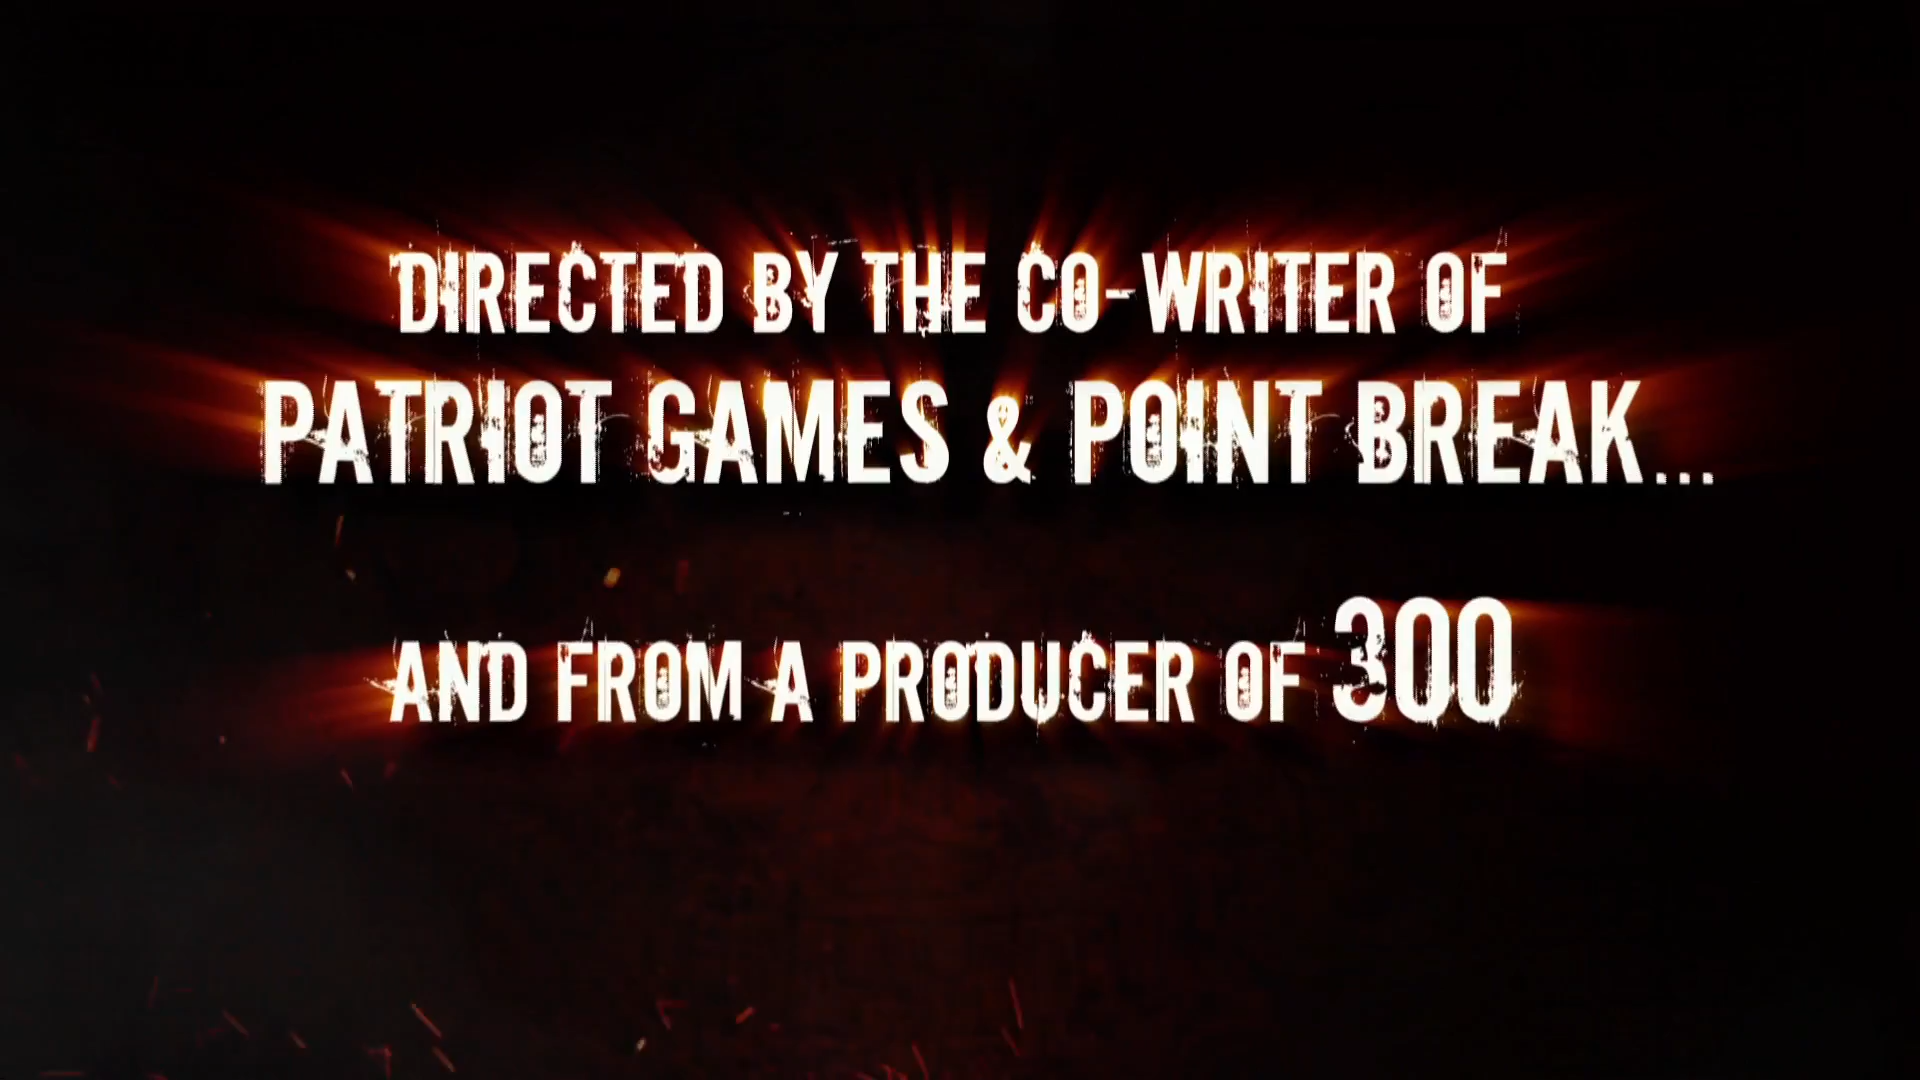 DIRECTED BY THE CO-WRITER OF
PATRIOT GAMES & POINT BREAK...
AND FROM A PRODUCER OF 300